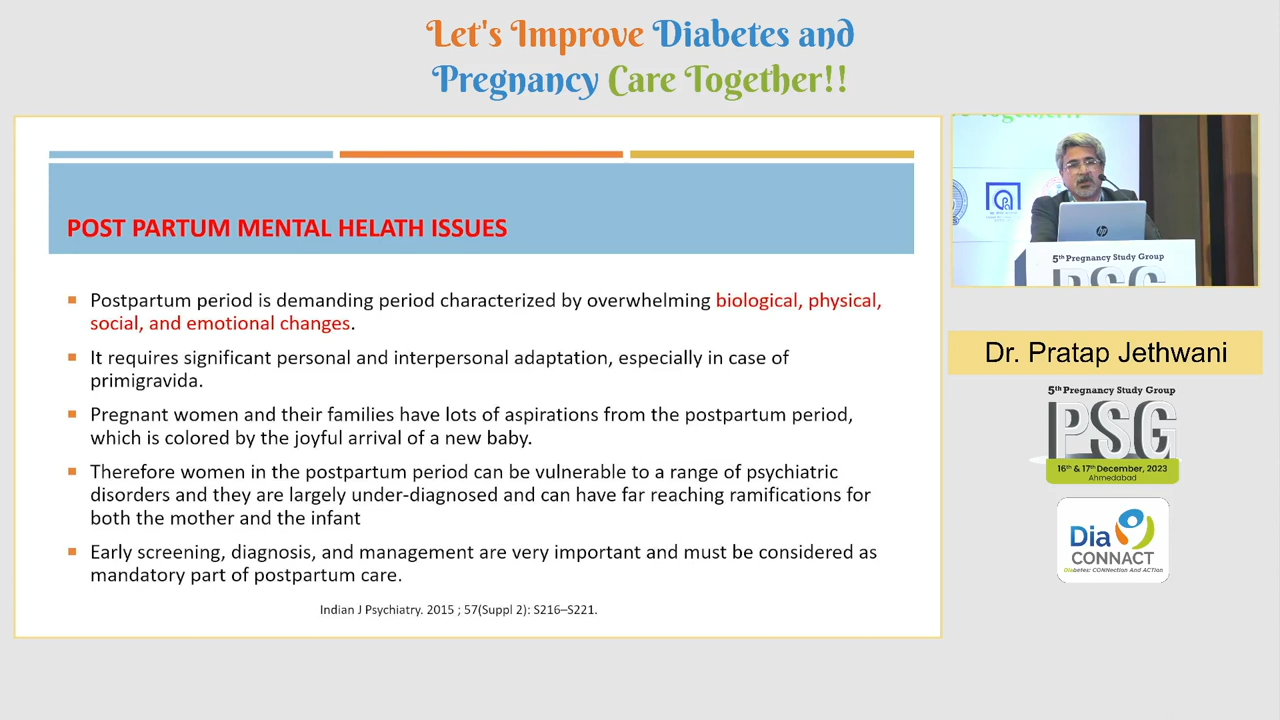 Let's Improve Diabetes and
Pregnancy Care Together!!
POST PARTUM MENTAL HELATH ISSUES
Postpartum period is demanding period characterized by overwhelming biological, physical,
social, and emotional changes.
It requires significant personal and interpersonal adaptation, especially in case of
primigravida.
Pregnant women and their families have lots of aspirations from the postpartum period,
which is colored by the joyful arrival of a new baby.
Therefore women in the postpartum period can be vulnerable to a range of psychiatric
disorders and they are largely under-diagnosed and can have far reaching ramifications for
both the mother and the infant
Early screening, diagnosis, and management are very important and must be considered as
mandatory part of postpartum care.
Indian J Psychiatry. 2015 ; 57(Suppl 2): S216–S221.
hp
5th Pregnancy Study Group
PSG
Dr. Pratap Jethwani
5th Pregnancy Study Group
PSG
16th & 17th December, 2023
Ahmedabad
Dia
CONNACT
Diabetes: CONNection And ACTion